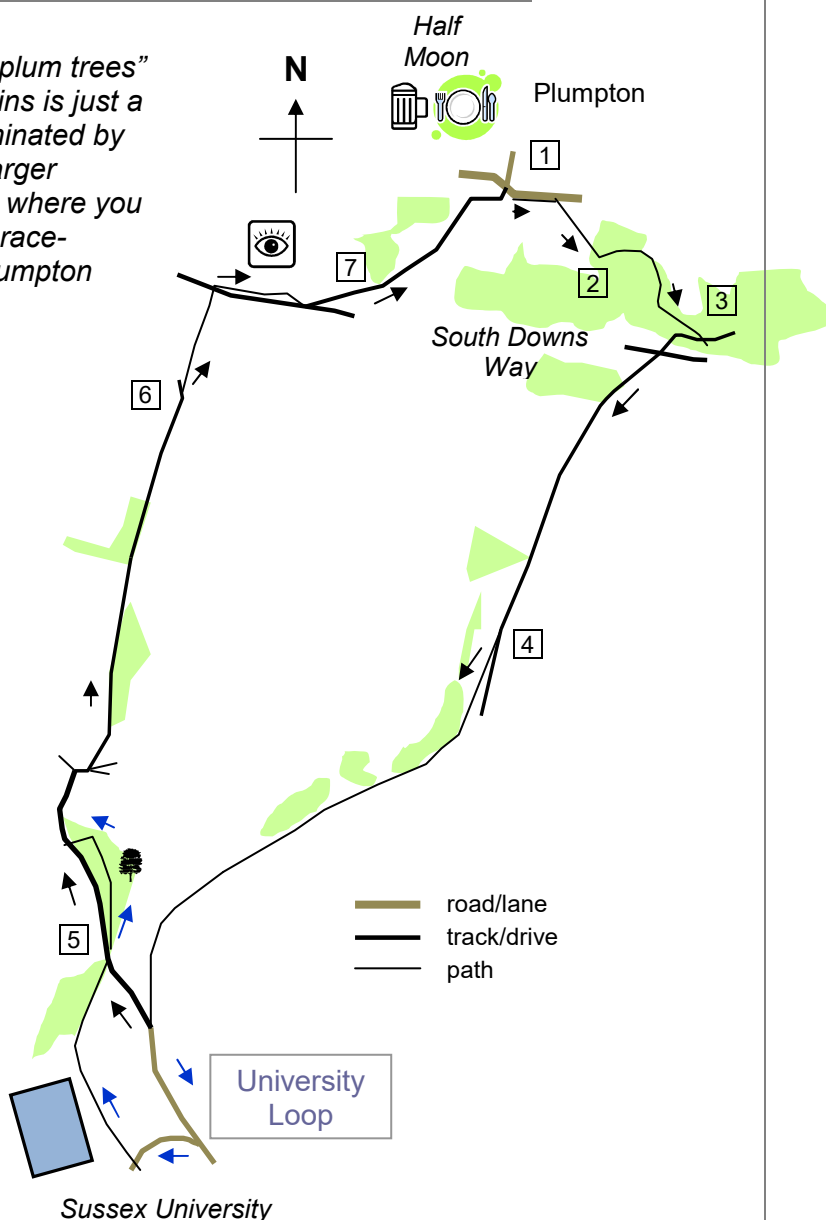 Half
Moon
plum trees”
ins is just a
ninated by
arger
where you
race-
umpton
N
Plumpton
1
7
2
3
South Downs
Way
6
4
road/lane
track/drive
path
5
University
Loop
Sussex University